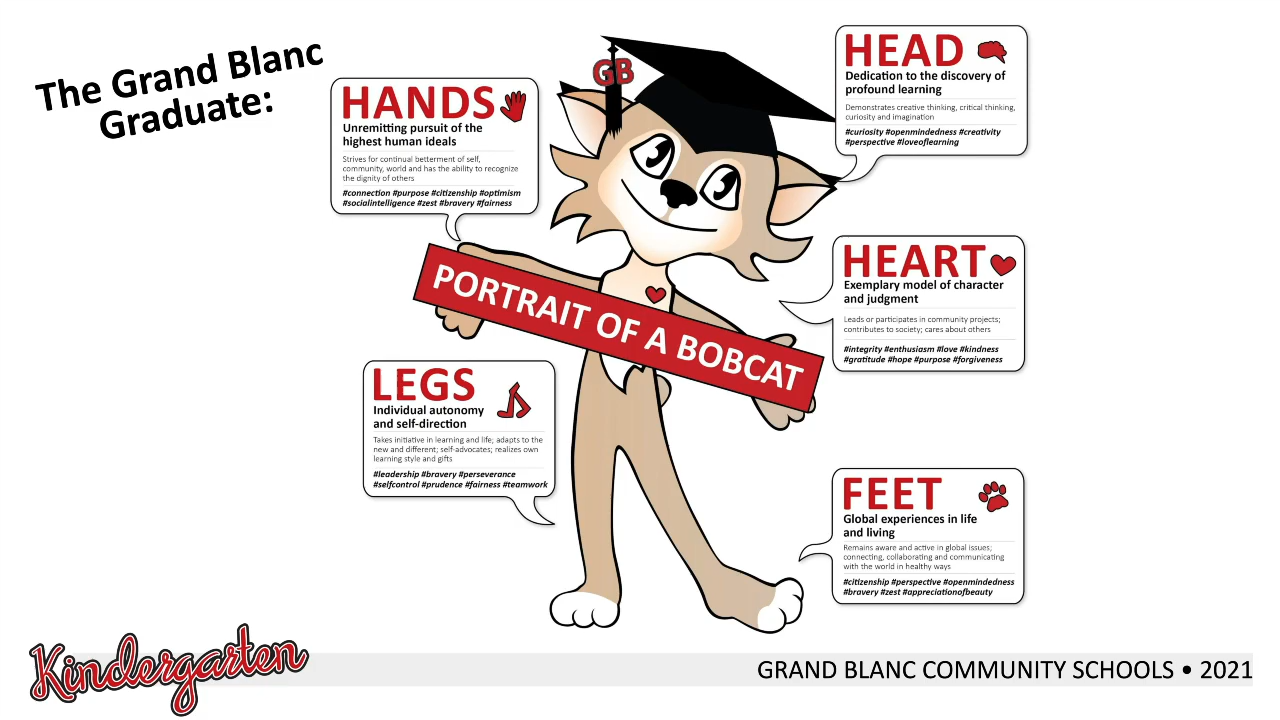 The Grand Blanc
Graduate:
HANDS
Unremitting pursuit of the
highest human ideals
Strives for continual betterment of self,
community, world and has the ability to recognize
the dignity of others
#connection #purpose #citizenship #optimism
#socialintelligence #zest #bravery #fairness
GB
HEAD
Dedication to the discovery of
profound learning
Demonstrates creative thinking, critical thinking,
curiosity and imagination
#curiosity #openmindedness #creativity
#perspective #loveoflearning
PORTRAIT OF A BOBCAT
HEART
Exemplary model of character
and judgment
Leads or participates in community projects;
contributes to society; cares about others
#integrity #enthusiasm #love #kindness
#gratitude #hope #purpose #forgiveness
LEGS
Individual autonomy
and self-direction
Takes initiative in learning and life; adapts to the
new and different; self-advocates; realizes own
learning style and gifts
#leadership #bravery #perseverance
#selfcontrol #prudence #fairness #teamwork
FEET
Global experiences in life
and living
Remains aware and active in global issues;
connecting, collaborating and communicating
with the world in healthy ways
#citizenship #perspective #openmindedness
#bravery #zest #appreciationofbeauty
Kindergarten
GRAND BLANC COMMUNITY SCHOOLS • 2021